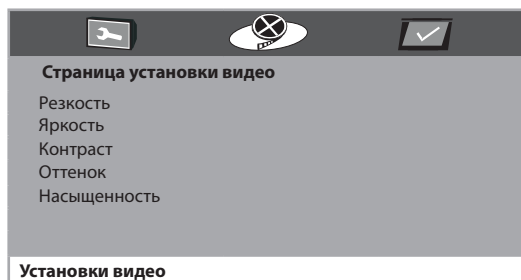 Страница установки видео
Резкость
Яркость
Контраст
Оттенок
Насыщенность
Установки видео